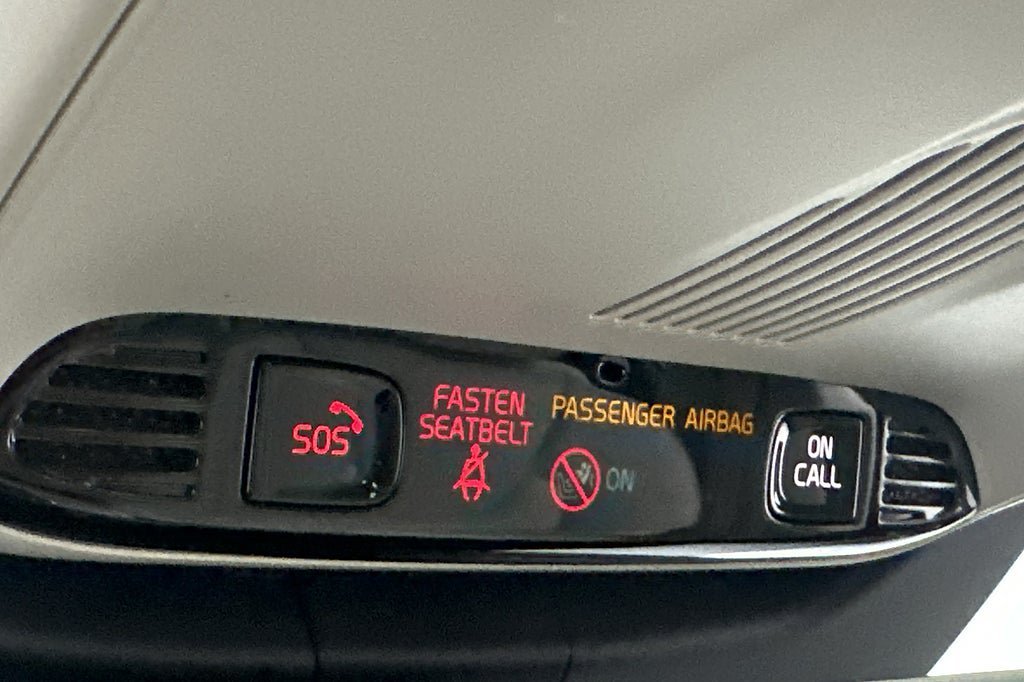 SOS
FASTEN
SEATBELT
PASSENGER AIRBAG
ON
ON
CALL